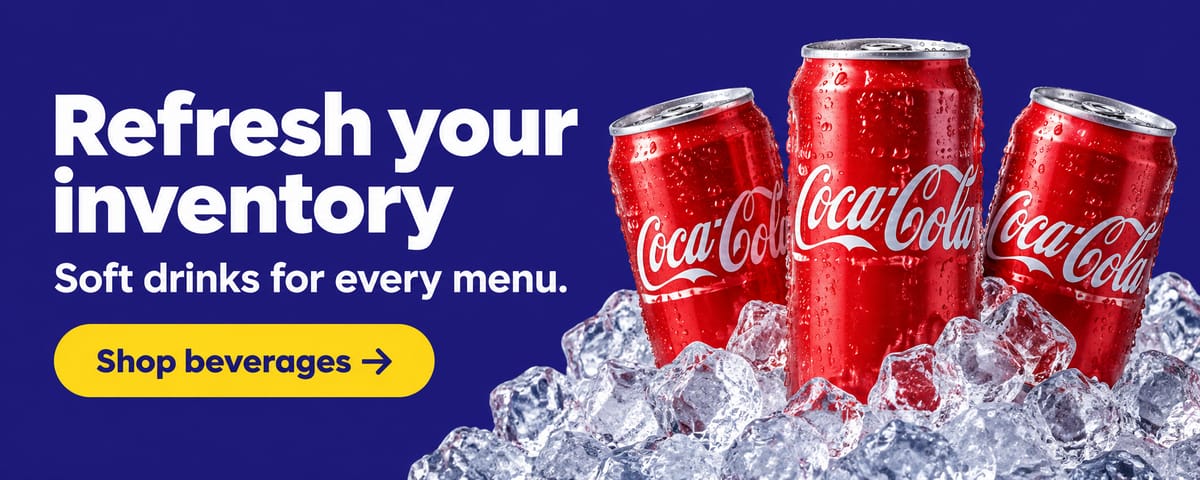 Refresh your
inventory
Soft drinks for every menu.
Shop beverages →
Coca-Cola
Coca-Cola
Coca-Cola